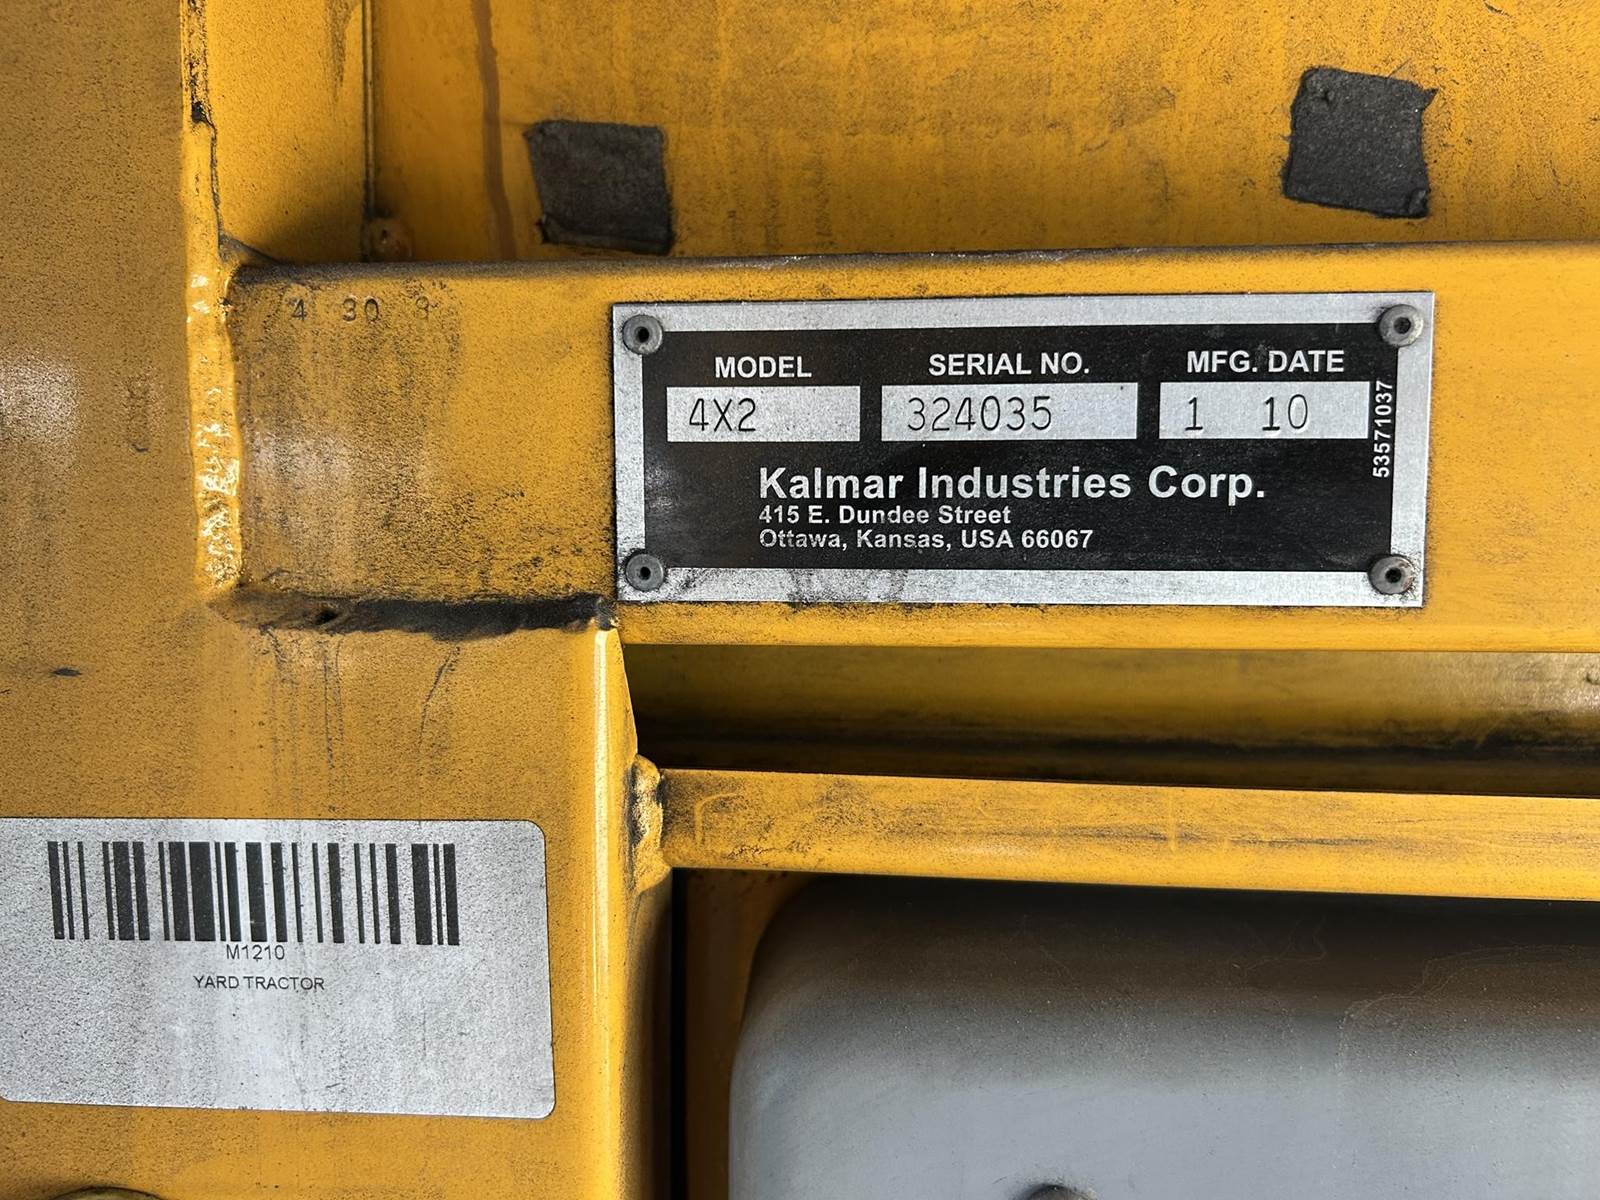 4 30 8
MODEL SERIAL NO. MFG. DATE
4X2 324035 1 10
53571037
Kalmar Industries Corp.
415 E. Dundee Street
Ottawa, Kansas, USA 66067
M1210
YARD TRACTOR